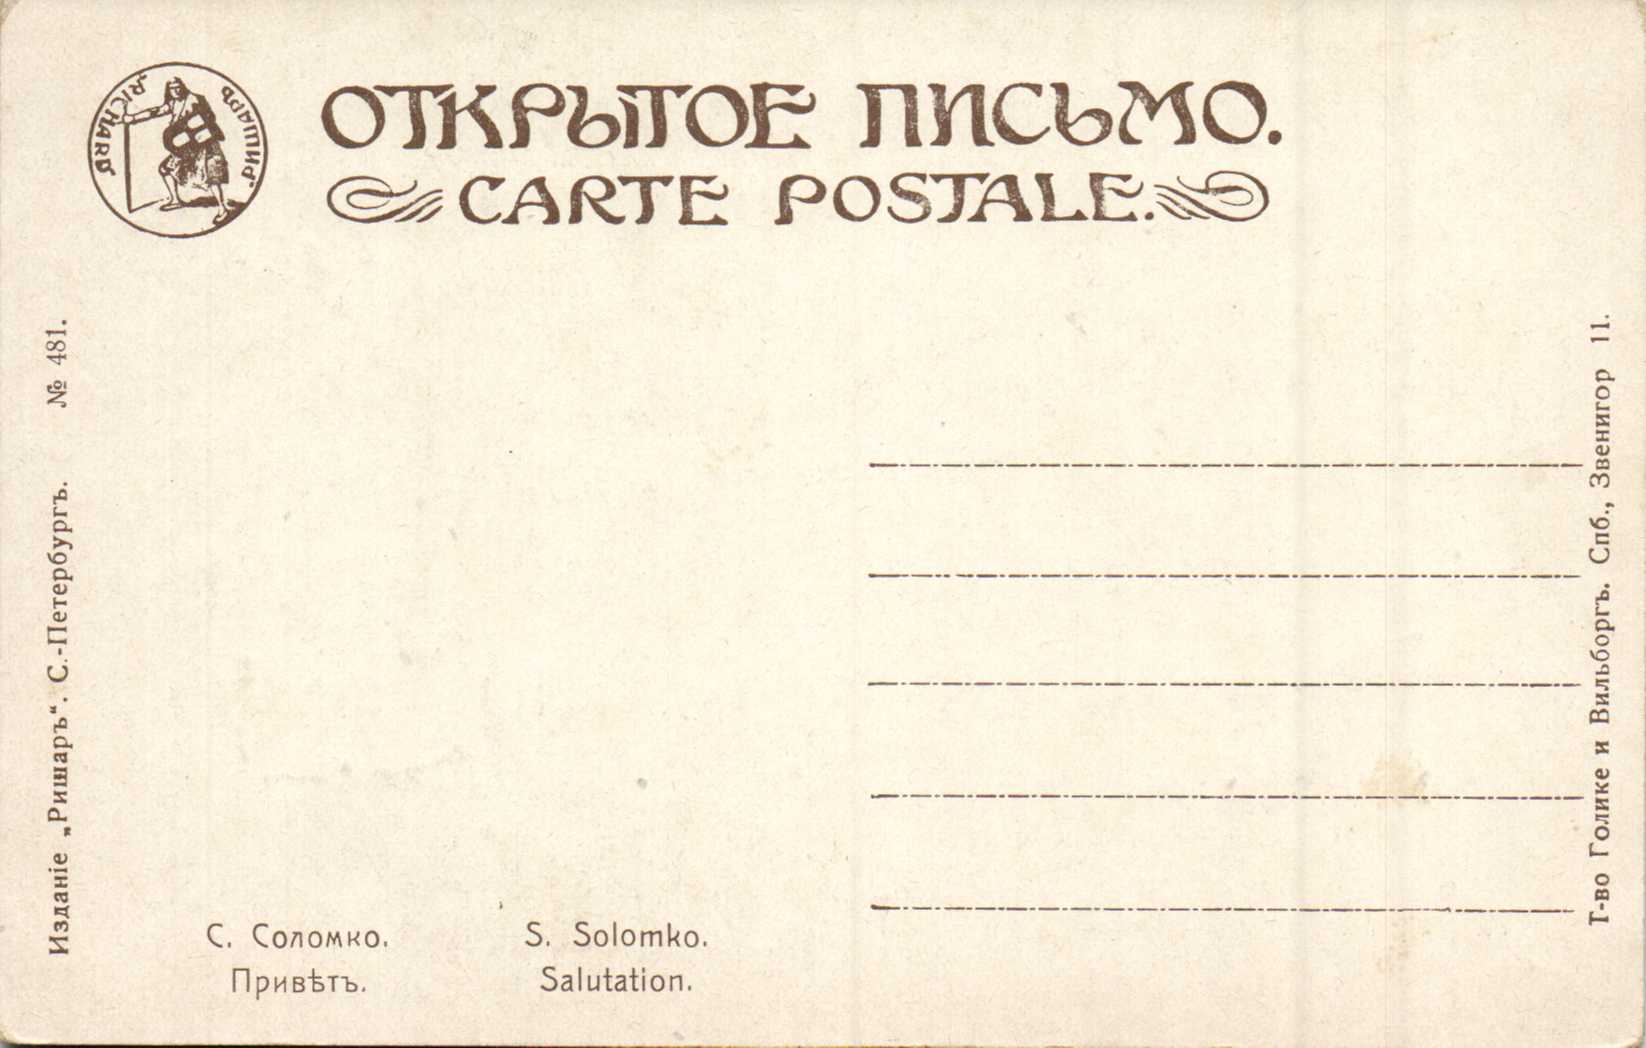 „RICHARD“
„РИШАРЪ“
ОТКРЫТОЕ ПИСЬМО.
CARTE POSTALE.
Изданіе „Ришаръ“. С.-Петербургъ. № 481.
С. Соломко.
Привѣтъ.
S. Solomko.
Salutation.
Т-во Голике и Вильборгъ. Спб., Звенигор 11.